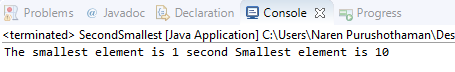 Problems @ Javadoc Declaration Console Progress
<terminated> SecondSmallest [Java Application] C:\Users\Naren Purushothaman\Des
The smallest element is 1 second Smallest element is 10